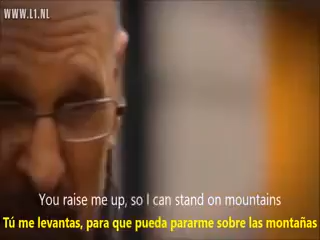 WWW.L1.NL
You raise me up, so I can stand on mountains
Tú me levantas, para que pueda pararme sobre las montañas